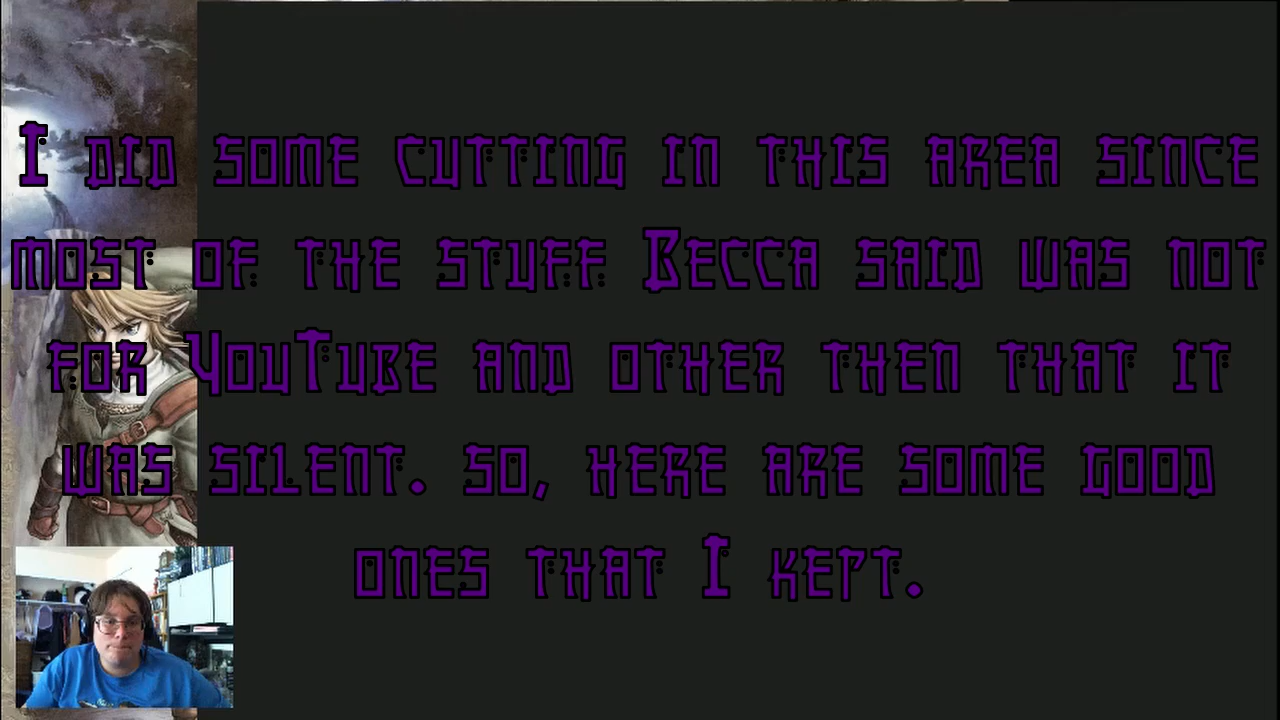 I did some cutting in this area since
most of the stuff Becca said was not
for YouTube and other then that it
was silent. so, here are some good
ones that I kept.